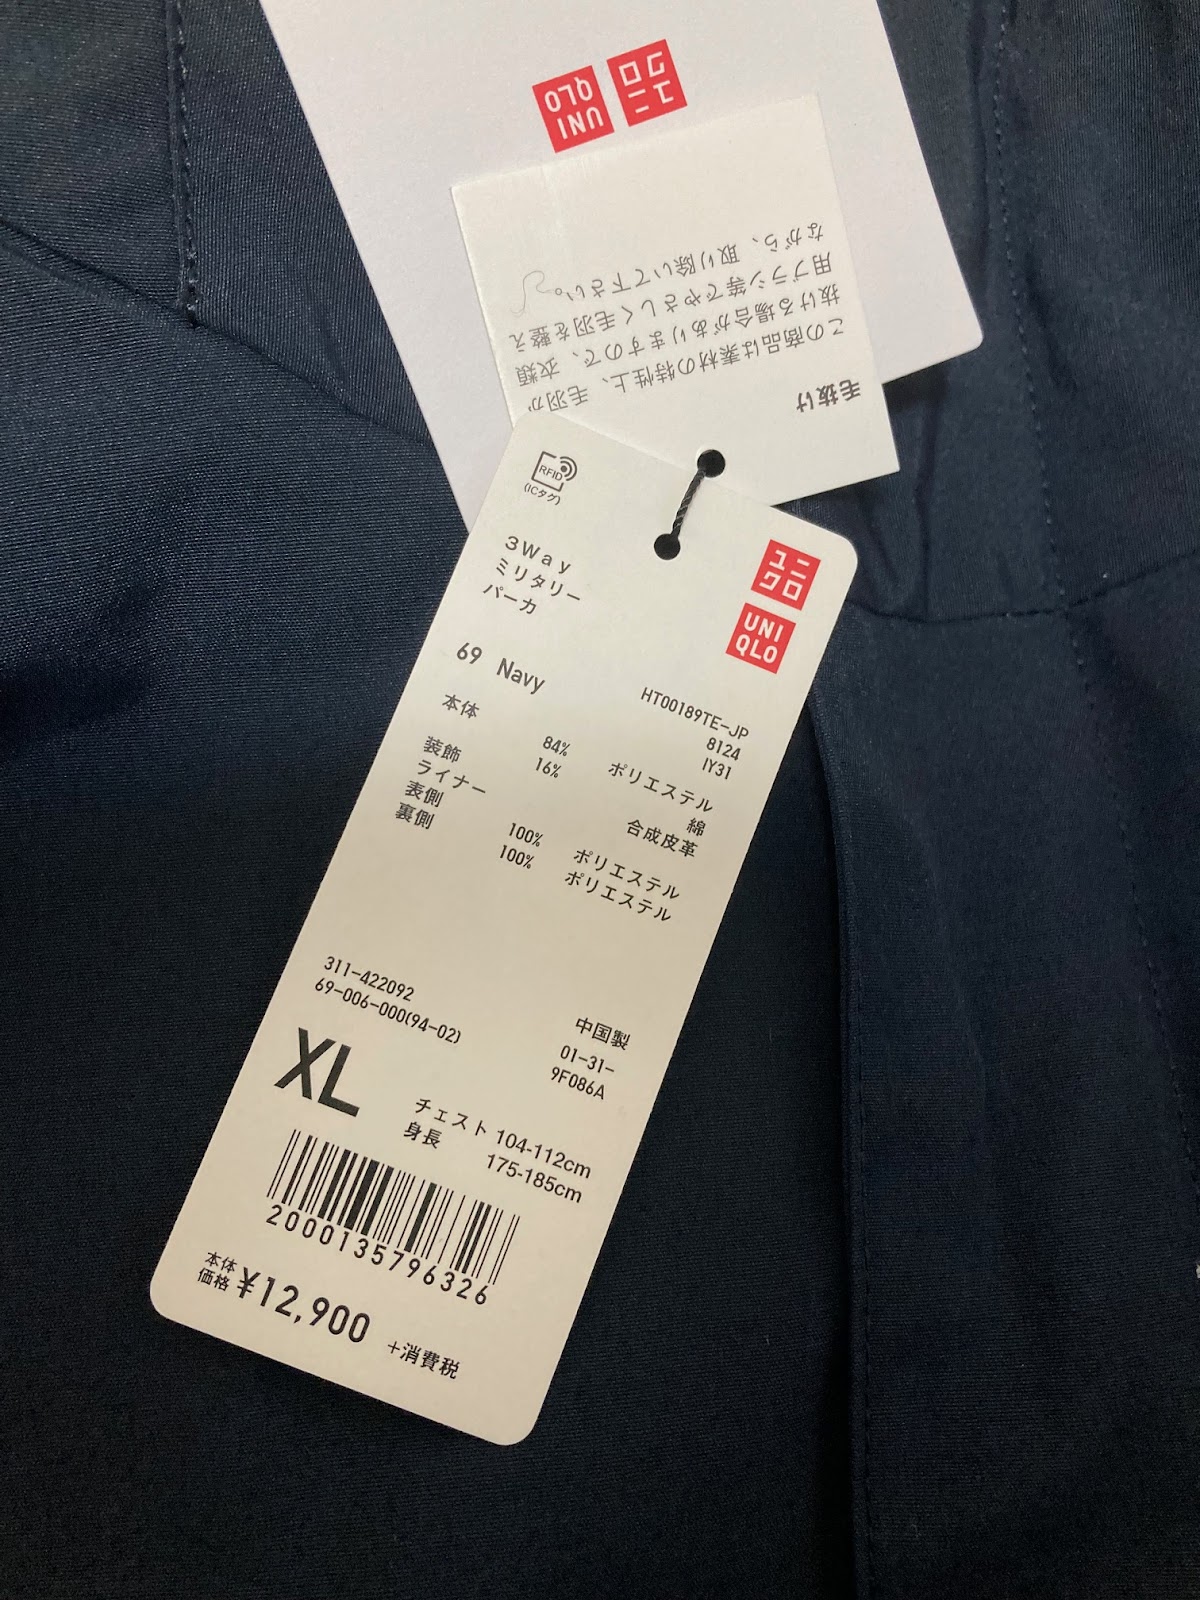 ユニ
クロ
UNI
QLO
毛抜け
この商品は素材の特性上、毛羽が
抜ける場合がありますので、衣類
用ブラシ等でやさしく毛羽を整え
ながら、取り除いて下さい。
RFID
(ICタグ)
3Way
ミリタリー
パーカ
ユニ
クロ
UNI
QLO
69 Navy
HT00189TE-JP
8124
IY31
本体
84% ポリエステル
16% 綿
装飾 合成皮革
ライナー
表側 100% ポリエステル
裏側 100% ポリエステル
311-422092
69-006-000(94-02)
中国製
01-31-
9F086A
XL
チェスト 104-112cm
身長 175-185cm
2000135796326
本体
価格 ¥12,900 +消費税